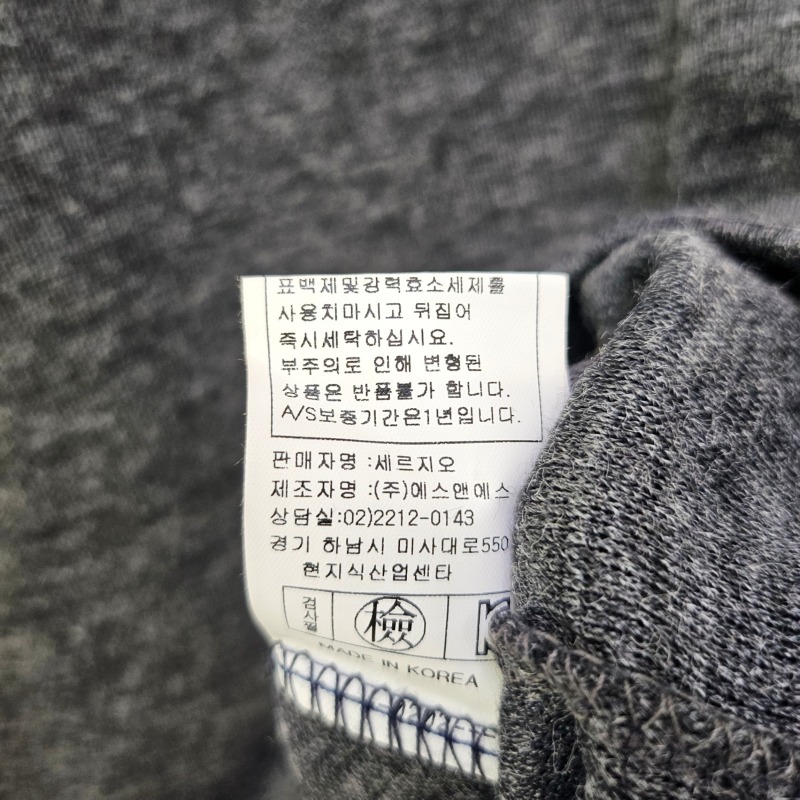 표백제및강력효소세제를
사용치마시고 뒤집어
즉시세탁하십시요.
부주의로 인해 변형된
상품은 반품불가 합니다.
A/S보증기간은1년입니다.
판매자명 :세르지오
제조자명 :(주)에스앤에스
상담실:02)2212-0143
경기 하남시 미사대로550
현지식산업센타
검사필
檢
MADE IN KOREA